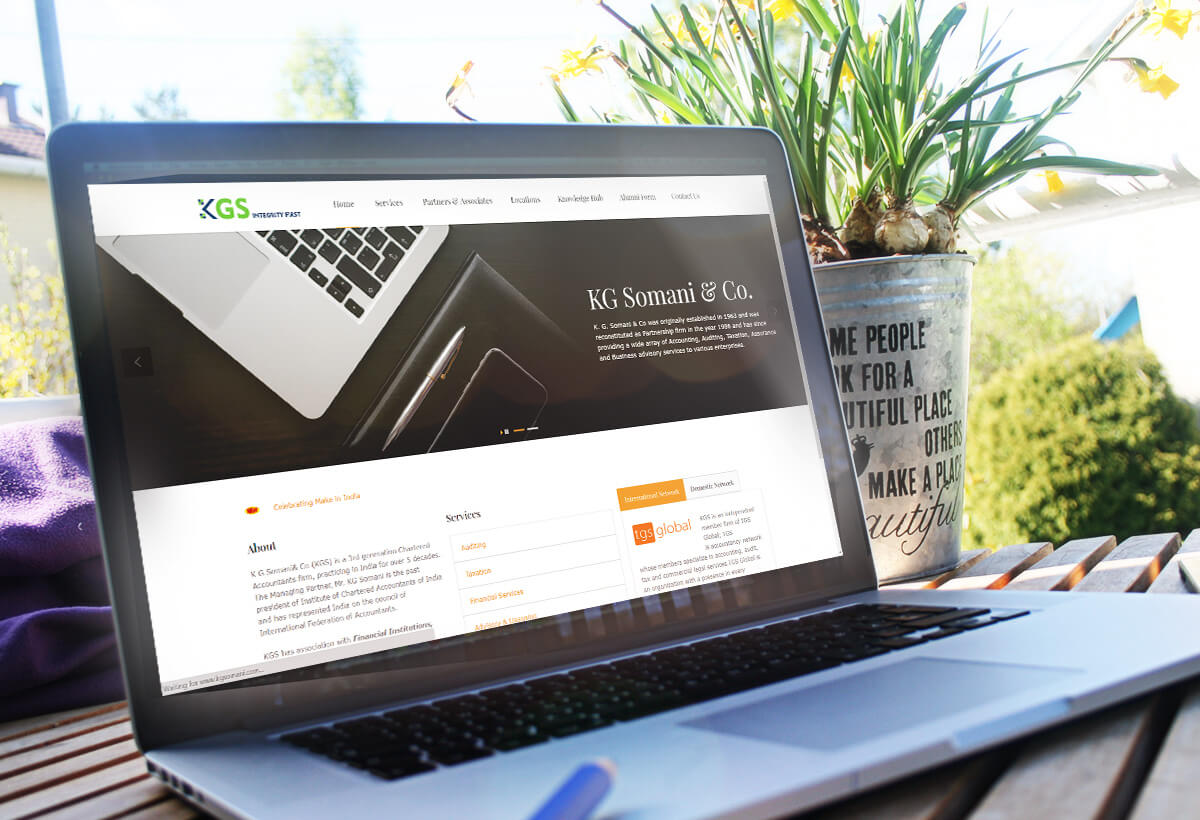 KGS INTEGRITY FIRST
Home Services Partners & Associates Locations Knowledge Hub Alumni Form Contact Us
KG Somani & Co.
K. G. Somani & Co was originally established in 1963 and was
reconstituted as Partnership firm in the year 1986 and has since
providing a wide array of Accounting, Auditing, Taxation, Assurance
and Business advisory services to various enterprises.
Celebrating Make in India
About
K G Somani& Co (KGS) is a 3rd generation Chartered
Accountants firm, practicing in India for over 5 decades.
The Managing Partner, Mr. KG Somani is the past
president of Institute of Chartered Accountants of India
and has represented India on the council of
International Federation of Accountants.
KGS has association with Financial Institutions,
Waiting for www.kgsomani.com...
Services
Auditing
Taxation
Financial Services
International Network Domestic Network
tgs global
KGS is an independent
member firm of TGS
Global. TGS
is accountancy network
whose members specialize in accounting, audit,
tax and commercial legal services.TGS Global is
an organization with a presence in every
ME PEOPLE
OK FOR A
UTIFUL PLACE
OTHERS
MAKE A PLAC
eautiful